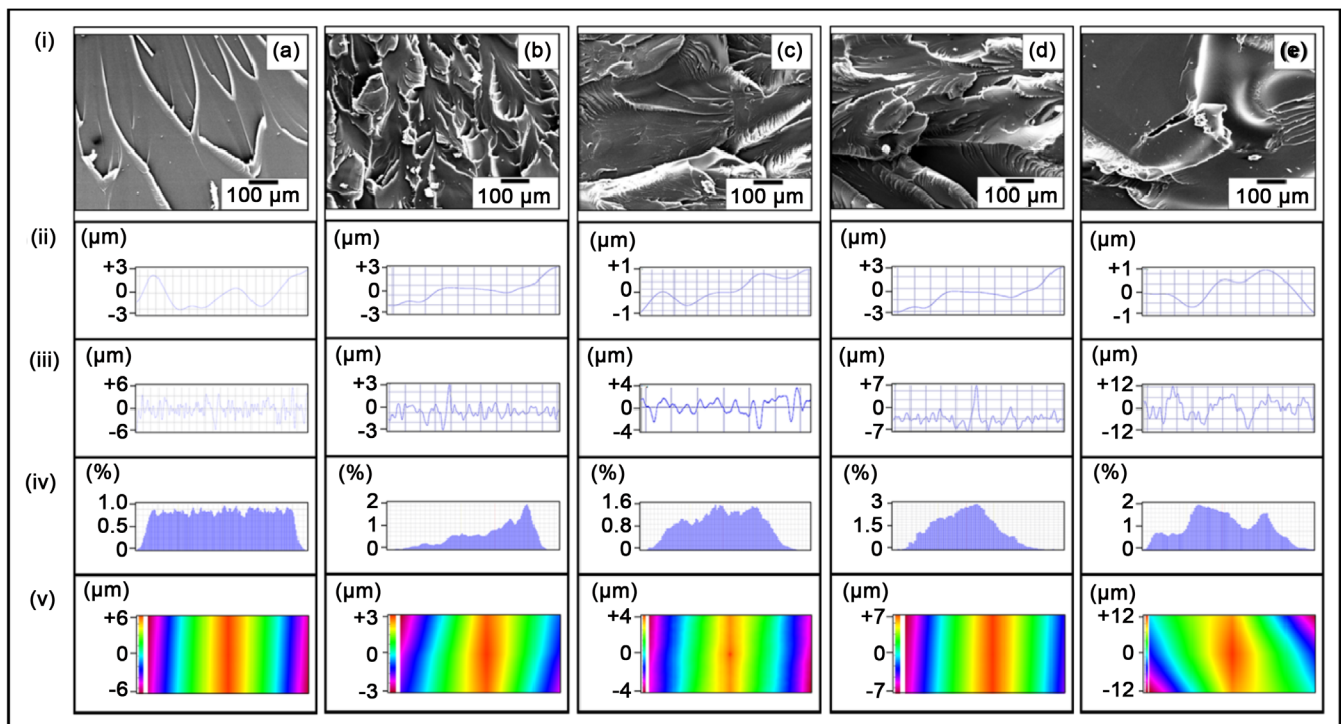 (i) (a) (b) (c) (d) (e)
100 µm 100 µm 100 µm 100 µm 100 µm
(ii) (µm) (µm) (µm) (µm) (µm)
+3 +3 +1 +3 +1
0 0 0 0 0
-3 -3 -1 -3 -1
(iii) (µm) (µm) (µm) (µm) (µm)
+6 +3 +4 +7 +12
0 0 0 0 0
-6 -3 -4 -7 -12
(iv) (%) (%) (%) (%) (%)
1.0 2 1.6 3 2
0.5 1 0.8 1.5 1
0 0 0 0 0
(v) (µm) (µm) (µm) (µm) (µm)
+6 +3 +4 +7 +12
0 0 0 0 0
-6 -3 -4 -7 -12